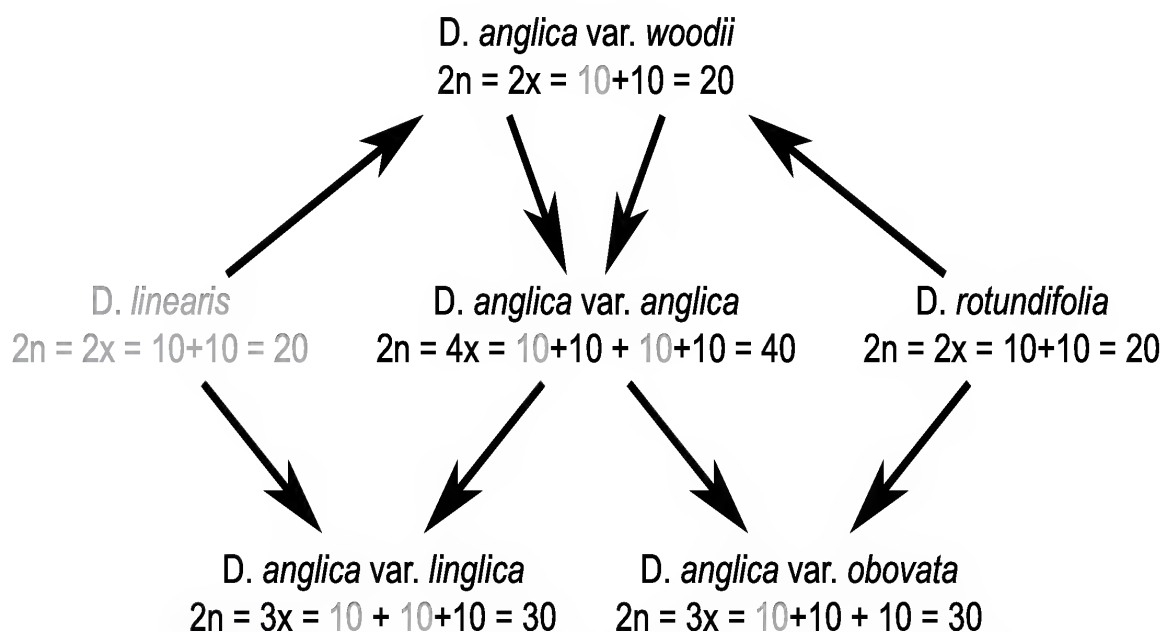 D. anglica var. woodii
2n = 2x = 10+10 = 20
D. linearis
2n = 2x = 10+10 = 20
D. anglica var. anglica
2n = 4x = 10+10 + 10+10 = 40
D. rotundifolia
2n = 2x = 10+10 = 20
D. anglica var. linglica
2n = 3x = 10 + 10+10 = 30
D. anglica var. obovata
2n = 3x = 10+10 + 10 = 30